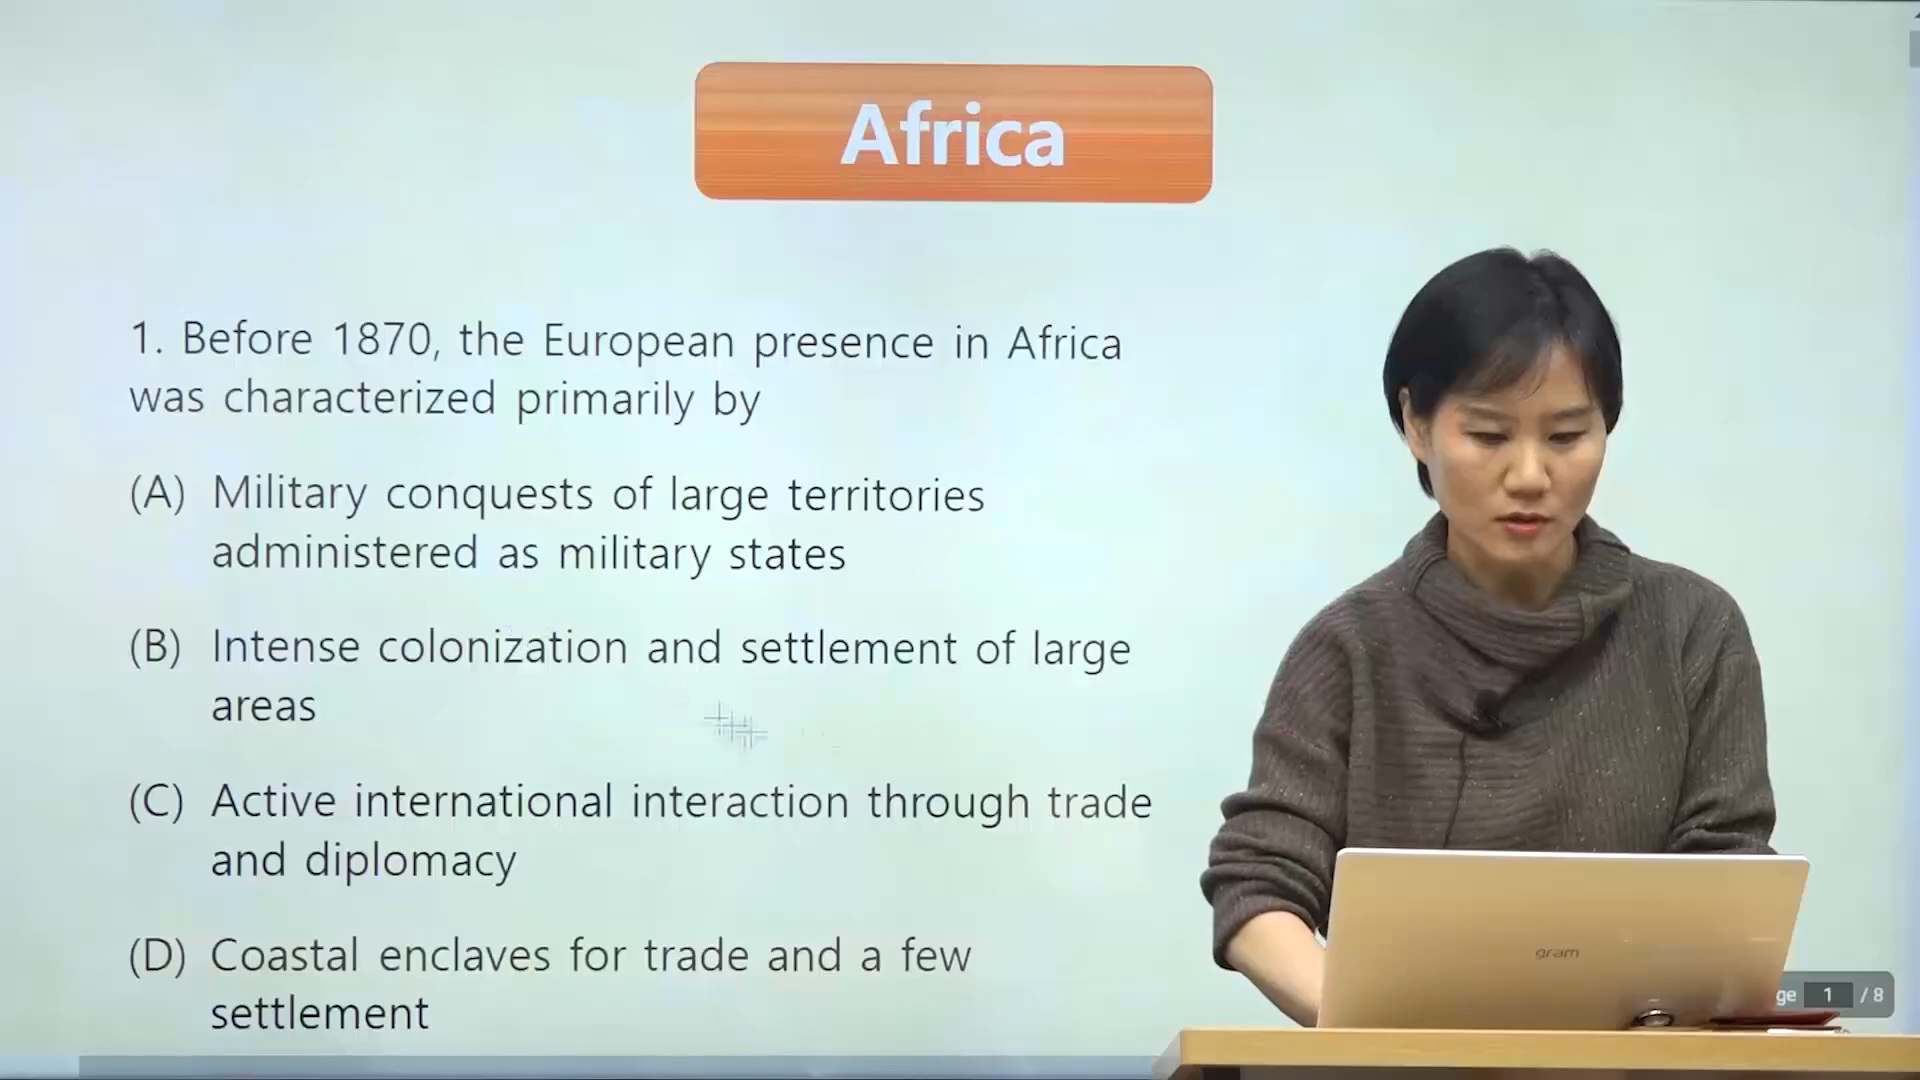 Africa
1. Before 1870, the European presence in Africa
was characterized primarily by
(A) Military conquests of large territories
administered as military states
(B) Intense colonization and settlement of large
areas
(C) Active international interaction through trade
and diplomacy
(D) Coastal enclaves for trade and a few
settlement
gram
1 / 8